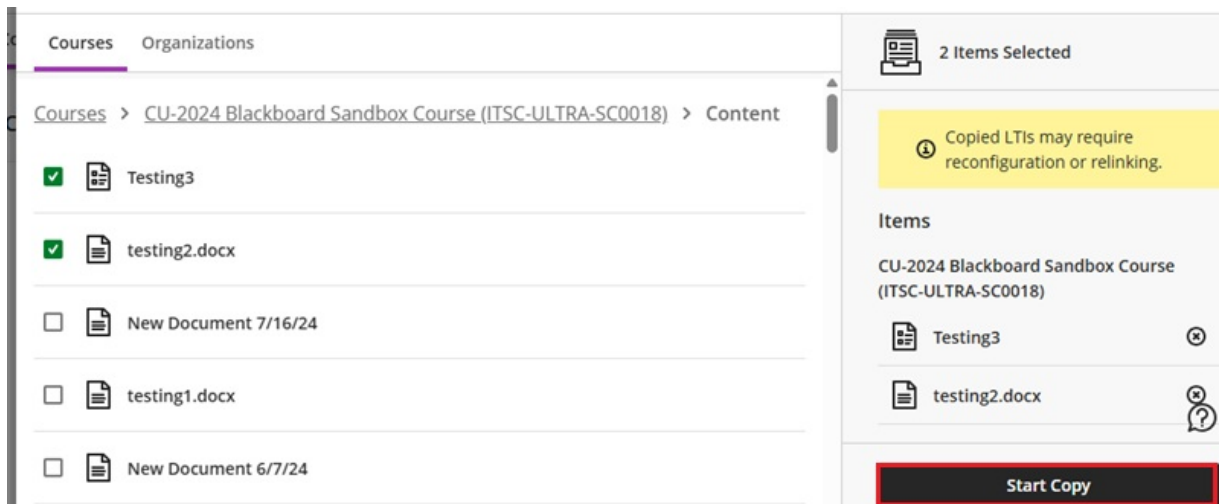 Courses Organizations
Courses > CU-2024 Blackboard Sandbox Course (ITSC-ULTRA-SC0018) > Content
Testing3
testing2.docx
New Document 7/16/24
testing1.docx
New Document 6/7/24
2 Items Selected
Copied LTIs may require
reconfiguration or relinking.
Items
CU-2024 Blackboard Sandbox Course
(ITSC-ULTRA-SC0018)
Testing3
testing2.docx
Start Copy